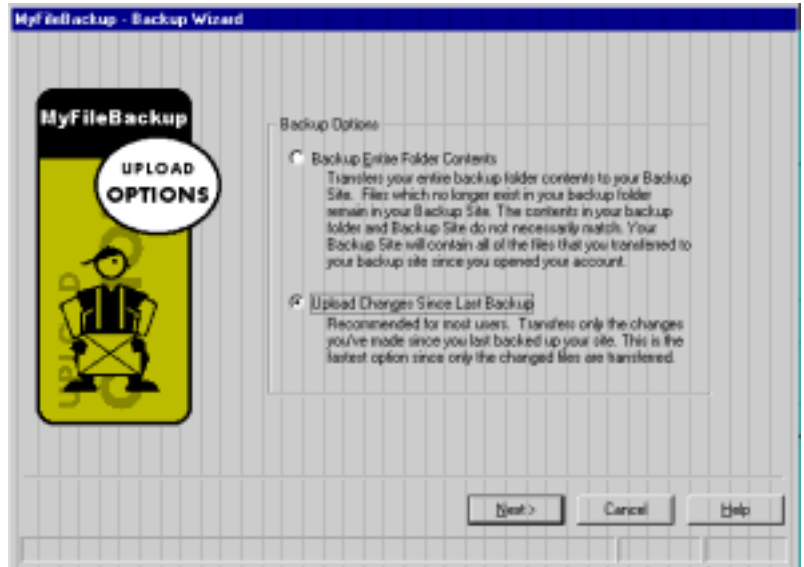 MyFileBackup - Backup Wizard
MyFileBackup
UPLOAD
OPTIONS
UPLOAD
Backup Options
Backup Entire Folder Contents
Transfers your entire backup folder contents to your Backup
Site. Files which no longer exist in your backup folder
remain in your Backup Site. The contents in your backup
folder and Backup Site do not necessarily match. Your
Backup Site will contain all of the files that you transferred to
your backup site since you opened your account.
Upload Changes Since Last Backup
Recommended for most users. Transfers only the changes
you've made since you last backed up your site. This is the
fastest option since only the changed files are transferred.
Next>
Cancel
Help